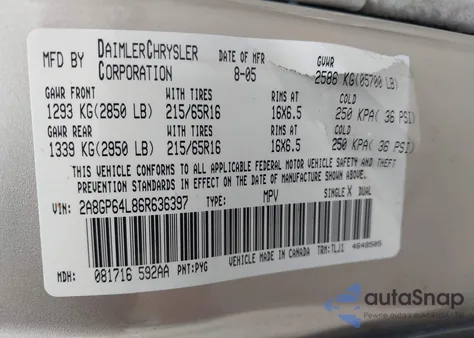 MFD BY DAIMLERCHRYSLER CORPORATION DATE OF MFR 8-05 GVWR 2586 KG(05700 LB)
GAWR FRONT WITH TIRES RIMS AT COLD
1293 KG(2850 LB) 215/65R16 16X6.5 250 KPA( 36 PSI)
GAWR REAR WITH TIRES RIMS AT COLD
1339 KG(2950 LB) 215/65R16 16X6.5 250 KPA( 36 PSI)
THIS VEHICLE CONFORMS TO ALL APPLICABLE FEDERAL MOTOR VEHICLE SAFETY AND THEFT
PREVENTION STANDARDS IN EFFECT ON THE DATE OF MANUFACTURE SHOWN ABOVE.
VIN: 2A8GP64L86R636397 TYPE: MPV SINGLE X DUAL
MDH: 081716 592AA PNT:PYG VEHICLE MADE IN CANADA TRM:TLJ1 4648505
autoSnap